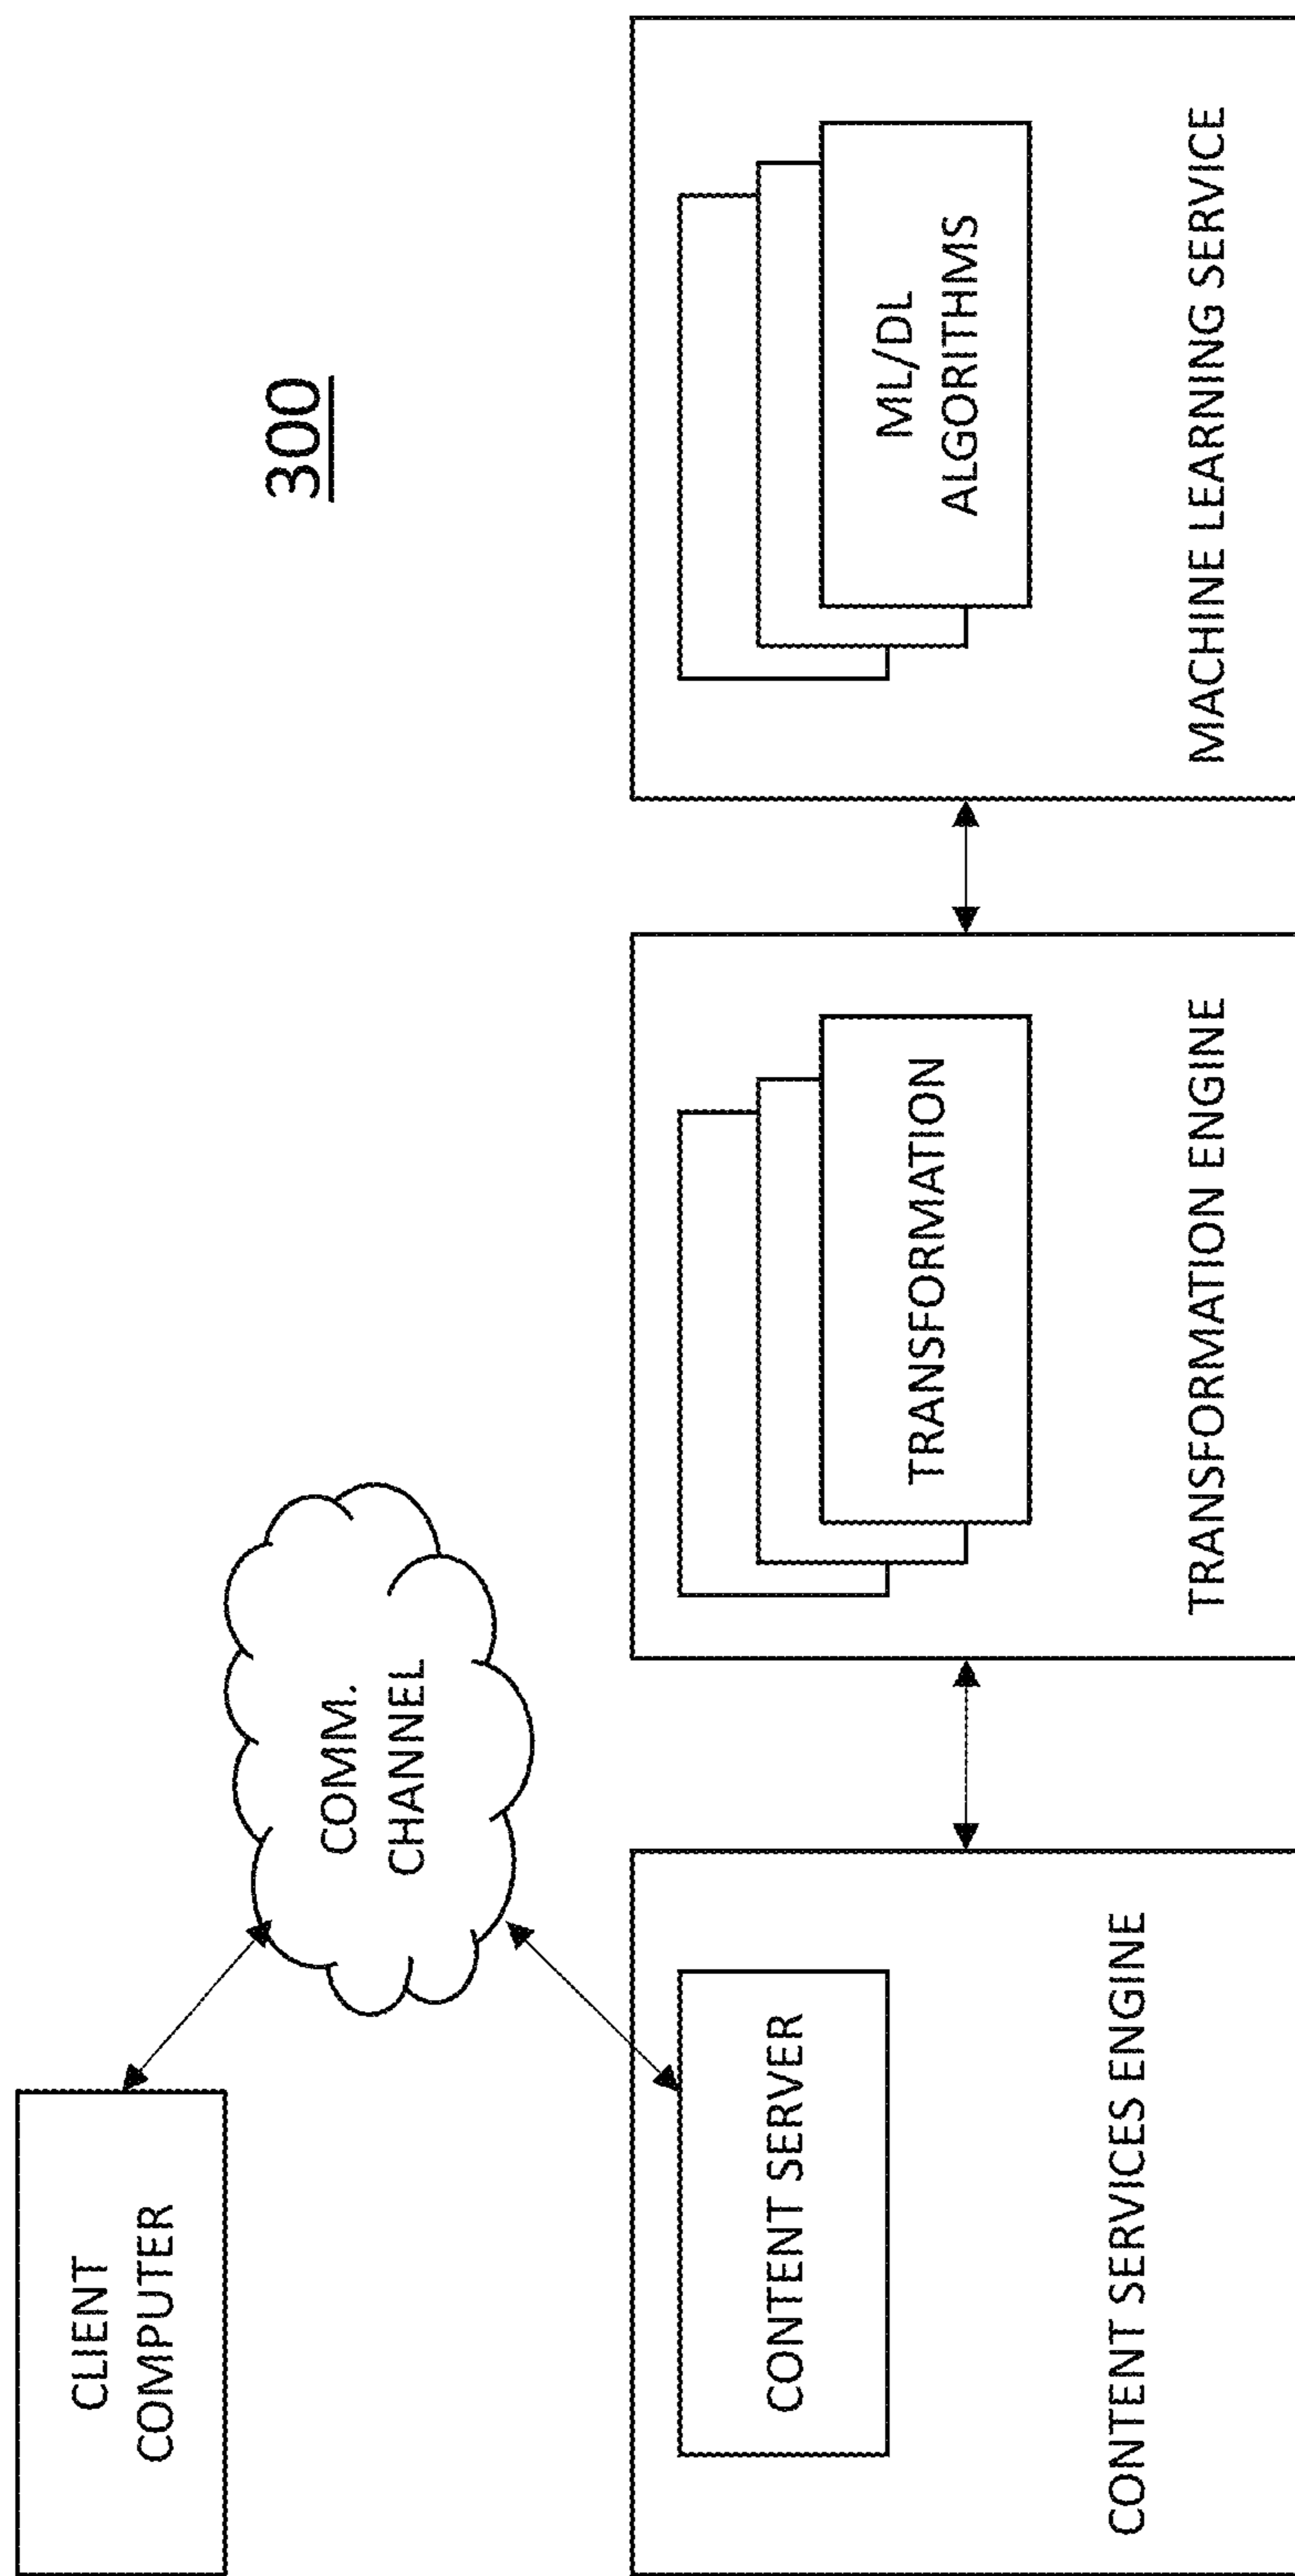 300
CLIENT
COMPUTER
COMM.
CHANNEL
CONTENT SERVER
CONTENT SERVICES ENGINE
TRANSFORMATION
TRANSFORMATION ENGINE
ML/DL
ALGORITHMS
MACHINE LEARNING SERVICE